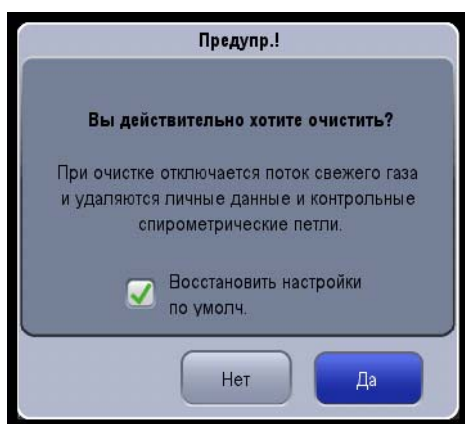 Предупр.!
Вы действительно хотите очистить?
При очистке отключается поток свежего газа
и удаляются личные данные и контрольные
спирометрические петли.
Восстановить настройки
по умолч.
Нет
Да